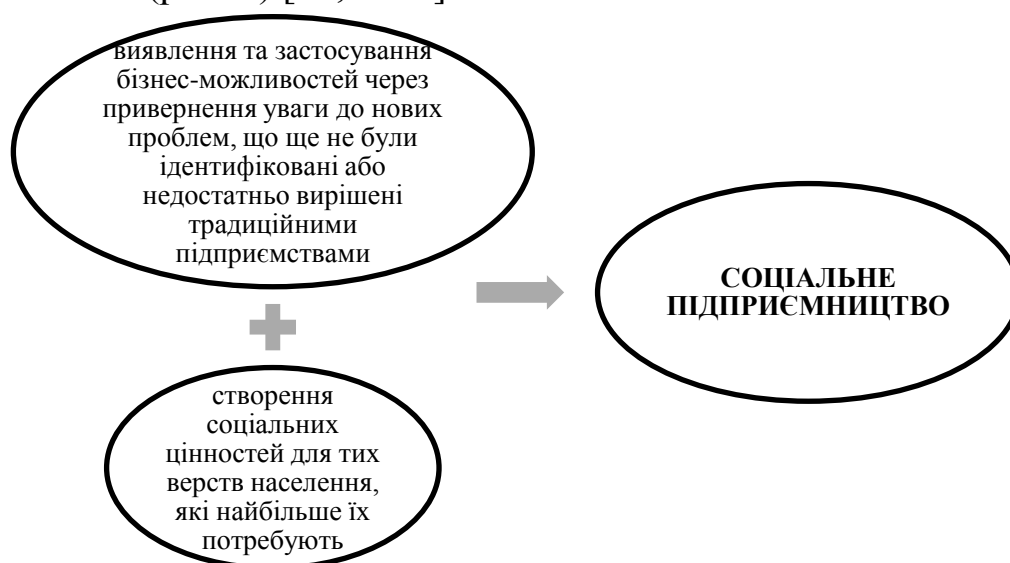 виявлення та застосування
бізнес-можливостей через
привернення уваги до нових
проблем, що ще не були
ідентифіковані або
недостатньо вирішені
традиційними
підприємствами
СОЦІАЛЬНЕ
ПІДПРИЄМНИЦТВО
створення
соціальних
цінностей для тих
верств населення,
які найбільше їх
потребують